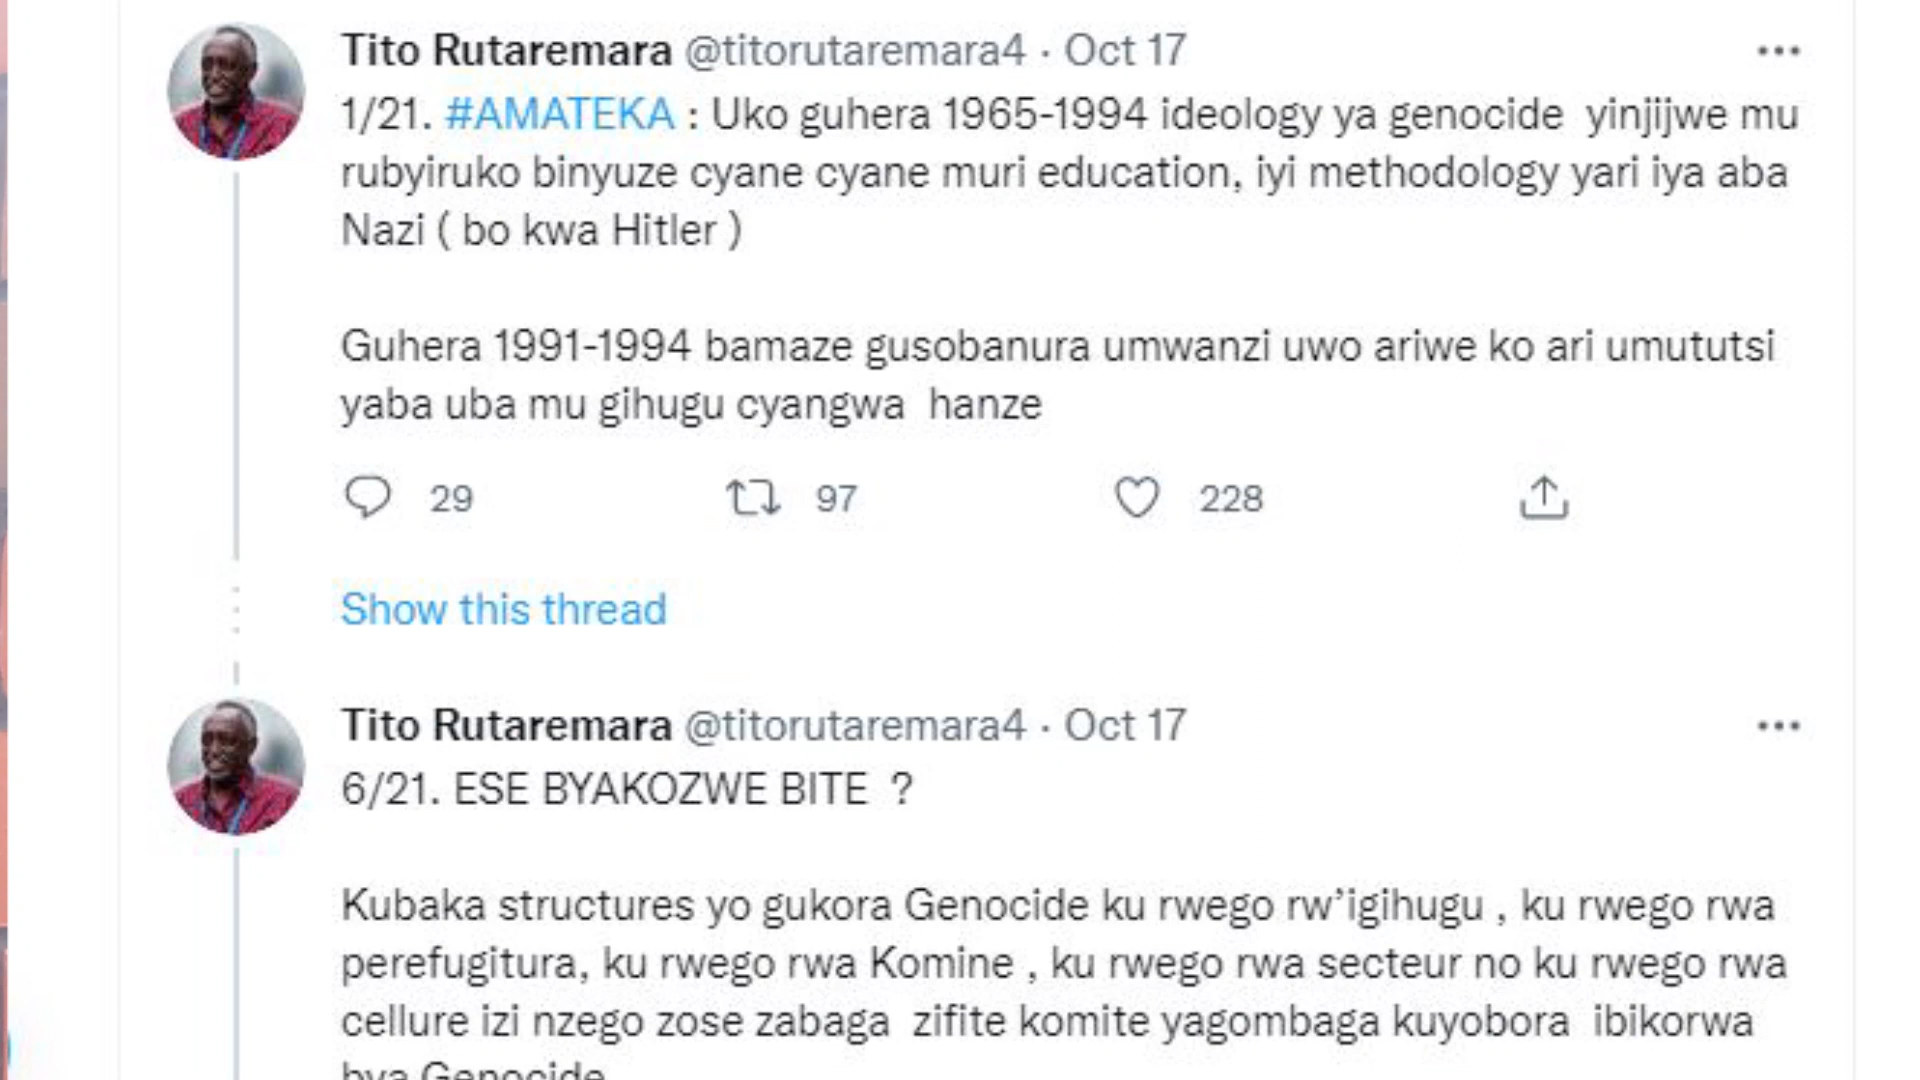 Tito Rutaremara @titorutaremara4 · Oct 17
1/21. #AMATEKA : Uko guhera 1965-1994 ideology ya genocide yinjijwe mu
rubyiruko binyuze cyane cyane muri education, iyi methodology yari iya aba
Nazi ( bo kwa Hitler )
Guhera 1991-1994 bamaze gusobanura umwanzi uwo ariwe ko ari umututsi
yaba uba mu gihugu cyangwa hanze
29 97 228
Show this thread
Tito Rutaremara @titorutaremara4 · Oct 17
6/21. ESE BYAKOZWE BITE ?
Kubaka structures yo gukora Genocide ku rwego rw’igihugu , ku rwego rwa
perefugitura, ku rwego rwa Komine , ku rwego rwa secteur no ku rwego rwa
cellure izi nzego zose zabaga zifite komite yagombaga kuyobora ibikorwa
bya Genocide